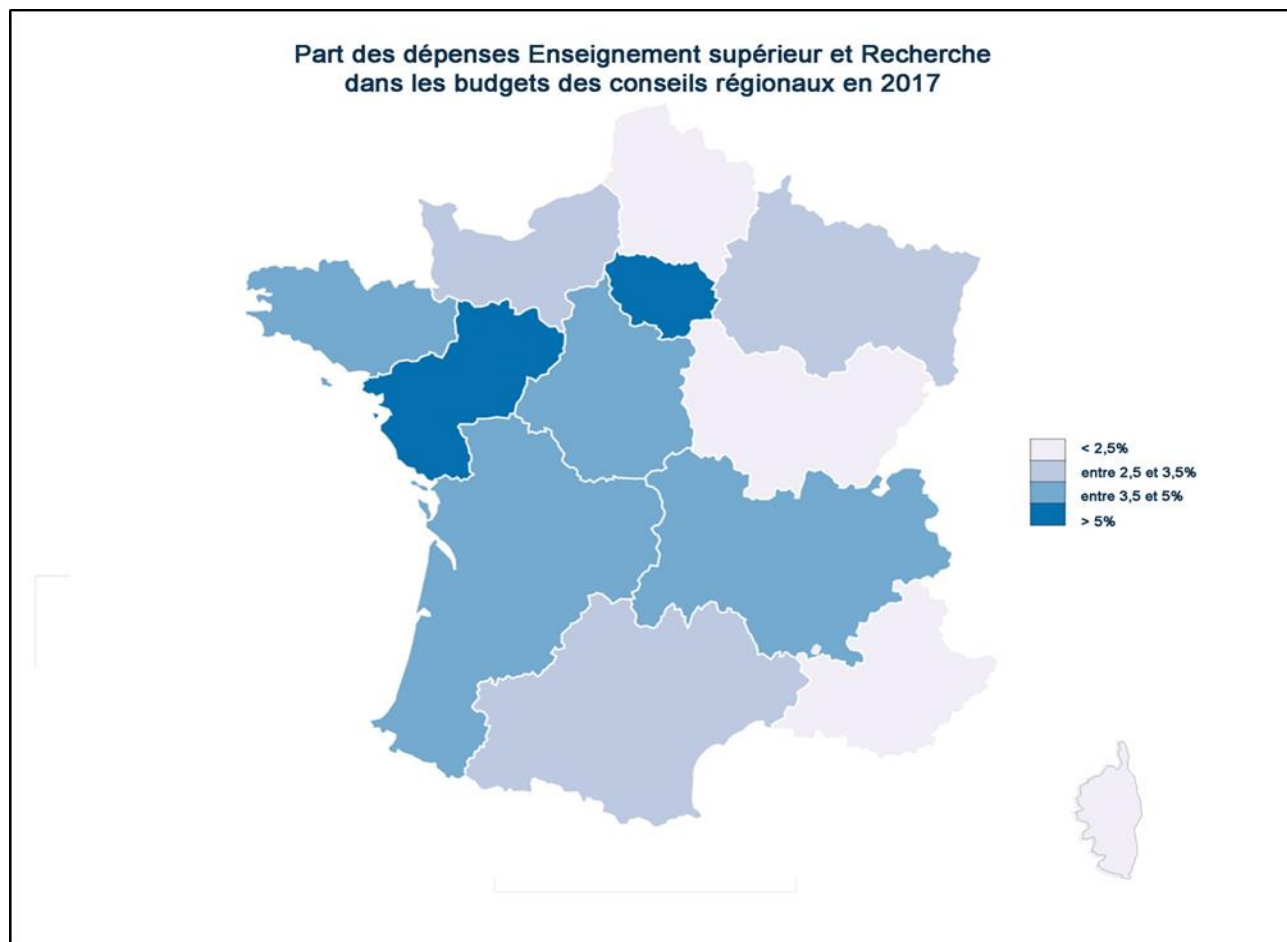 Part des dépenses Enseignement supérieur et Recherche
dans les budgets des conseils régionaux en 2017
< 2,5%
entre 2,5 et 3,5%
entre 3,5 et 5%
> 5%